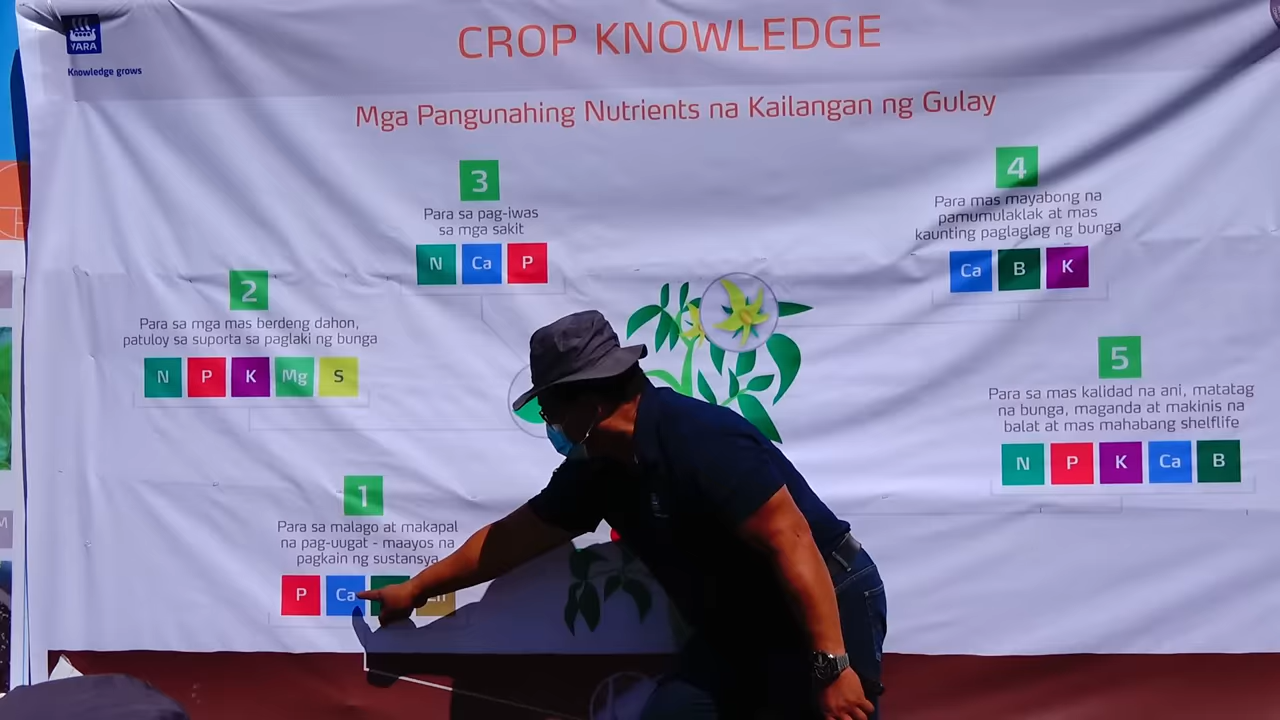 YARA
Knowledge grows
CROP KNOWLEDGE
Mga Pangunahing Nutrients na Kailangan ng Gulay
3
Para sa pag-iwas
sa mga sakit
N Ca P
4
Para mas mayabong na
pamumulaklak at mas
kaunting paglaglag ng bunga
Ca B K
2
Para sa mga mas berdeng dahon,
patuloy sa suporta sa paglaki ng bunga
N P K Mg S
5
Para sa mas kalidad na ani, matatag
na bunga, maganda at makinis na
balat at mas mahabang shelflife
N P K Ca B
1
Para sa malago at makapal
na pag-uugat - maayos na
pagkain ng sustansya
P Ca Zn